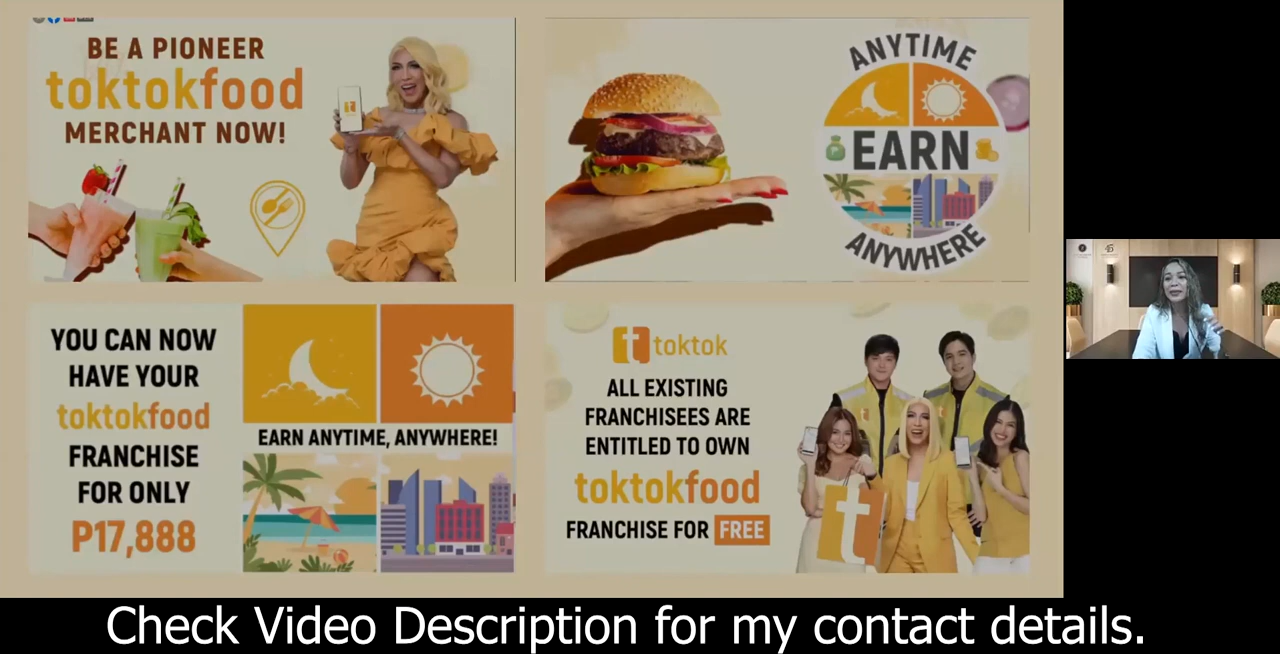 BE A PIONEER
toktokfood
MERCHANT NOW!
ANYTIME
EARN
ANYWHERE
YOU CAN NOW
HAVE YOUR
toktokfood
FRANCHISE
FOR ONLY
P17,888
EARN ANYTIME, ANYWHERE!
t toktok
ALL EXISTING
FRANCHISEES ARE
ENTITLED TO OWN
toktokfood
FRANCHISE FOR FREE
t
Check Video Description for my contact details.